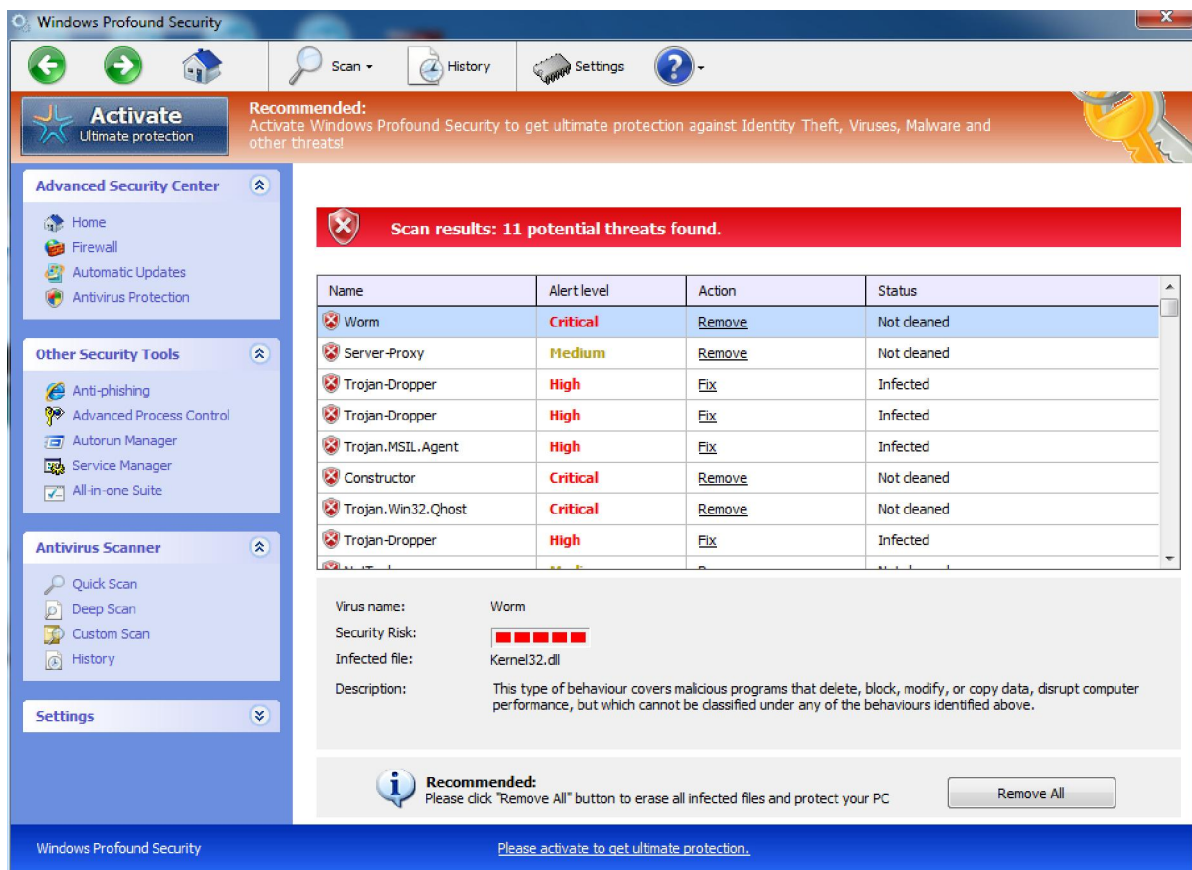 Windows Profound Security
X
Scan
History
Settings
?
Activate
Ultimate protection
Recommended:
Activate Windows Profound Security to get ultimate protection against Identity Theft, Viruses, Malware and
other threats!
Advanced Security Center
Home
Firewall
Automatic Updates
Antivirus Protection
Other Security Tools
Anti-phishing
Advanced Process Control
Autorun Manager
Service Manager
All-in-one Suite
Antivirus Scanner
Quick Scan
Deep Scan
Custom Scan
History
Settings
Scan results: 11 potential threats found.
Name Alert level Action Status
Worm Critical Remove Not cleaned
Server-Proxy Medium Remove Not cleaned
Trojan-Dropper High Fix Infected
Trojan-Dropper High Fix Infected
Trojan.MSIL.Agent High Fix Infected
Constructor Critical Remove Not cleaned
Trojan.Win32.Qhost Critical Remove Not cleaned
Trojan-Dropper High Fix Infected
Virus name: Worm
Security Risk:
Infected file: Kernel32.dll
Description: This type of behaviour covers malicious programs that delete, block, modify, or copy data, disrupt computer
performance, but which cannot be classified under any of the behaviours identified above.
Recommended:
Please click "Remove All" button to erase all infected files and protect your PC
Remove All
Windows Profound Security
Please activate to get ultimate protection.